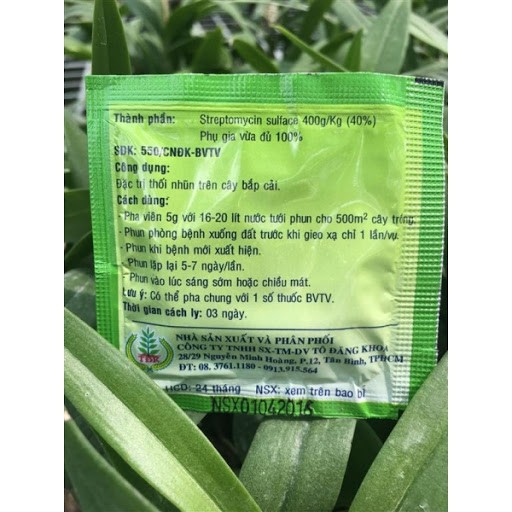 Thành phần: Streptomycin sulface 400g/Kg (40%)
Phụ gia vừa đủ 100%
SĐK: 550/CNĐK-BVTV
Công dụng:
Đặc trị thối nhũn trên cây bắp cải.
Cách dùng:
- Pha viên 5g với 16-20 lít nước tưới phun cho 500m² cây trồng.
- Phun phòng bệnh xuống đất trước khi gieo xạ chỉ 1 lần/vụ.
- Phun khi bệnh mới xuất hiện.
- Phun lặp lại 5-7 ngày/lần.
- Phun vào lúc sáng sớm hoặc chiều mát.
Lưu ý: Có thể pha chung với 1 số thuốc BVTV.
Thời gian cách ly: 03 ngày.
NHÀ SẢN XUẤT VÀ PHÂN PHỐI
CÔNG TY TNHH SX-TM-DV TÔ ĐĂNG KHOA
28/29 Nguyễn Minh Hoàng, P.12, Tân Bình, TPHCM
ĐT: 08. 3761.1180 - 0913.915.564
TĐK
HCD: 24 tháng NSX: xem trên bao bì
NSX01042016